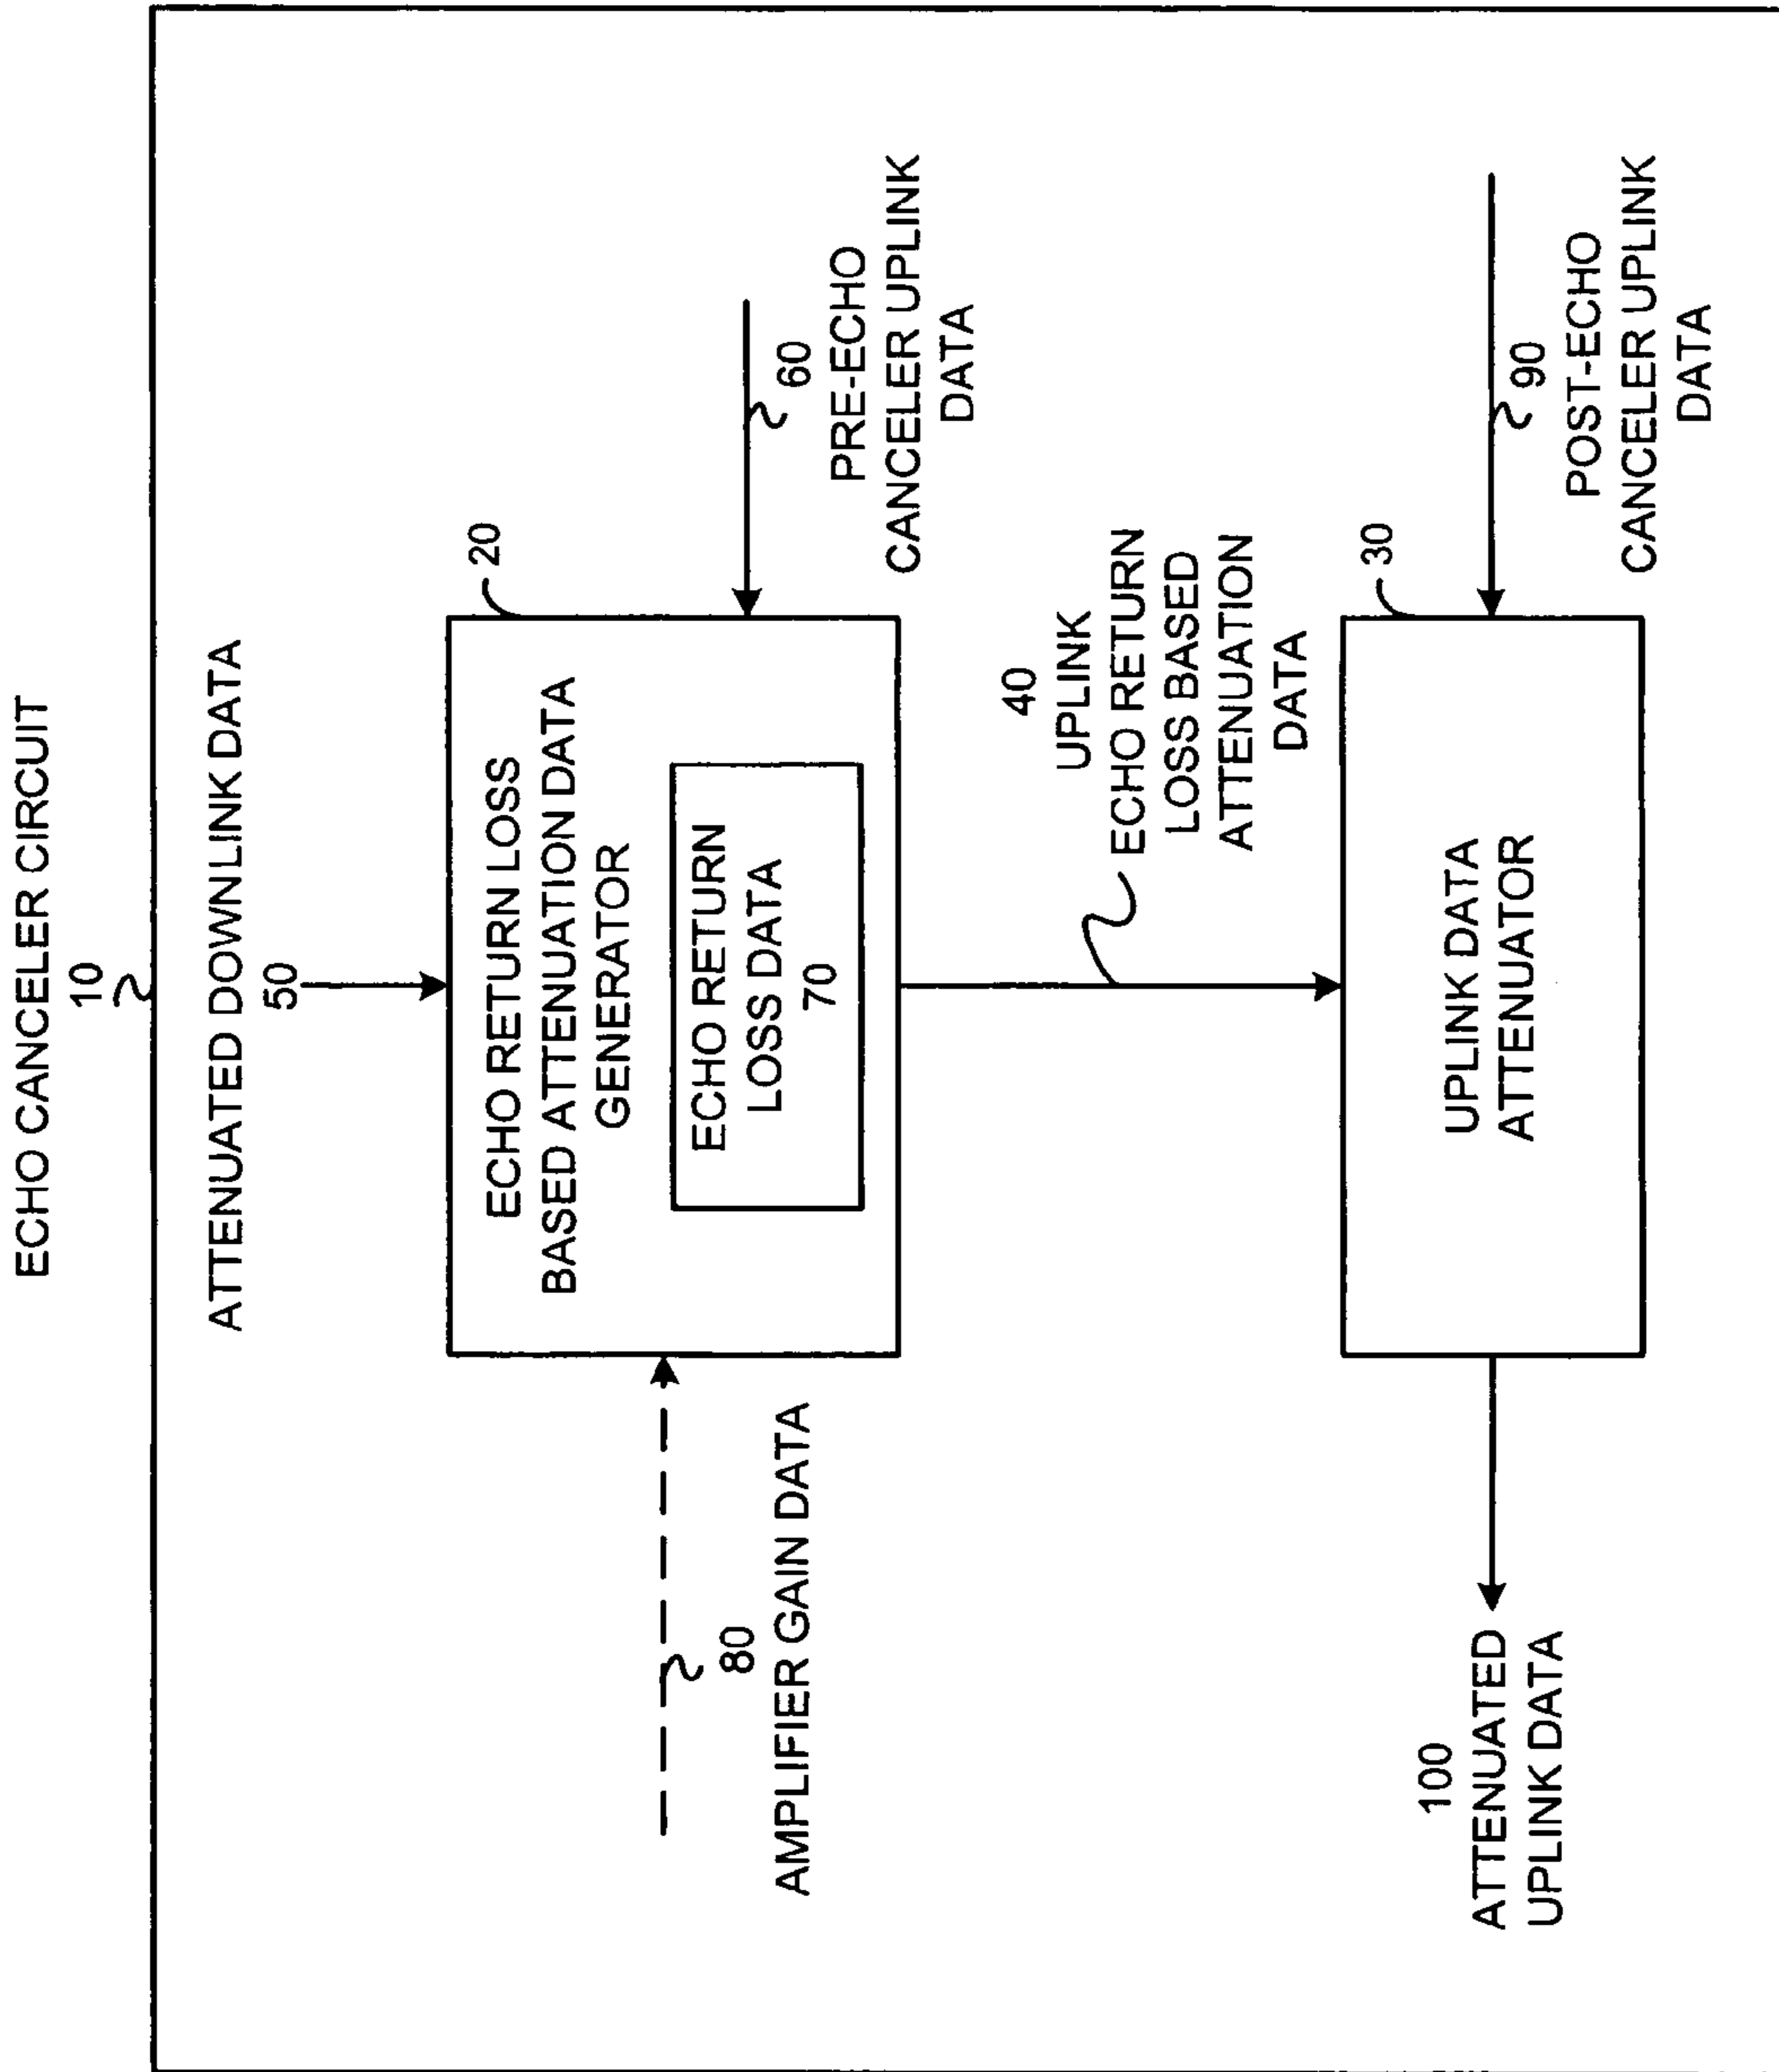 ECHO CANCELER CIRCUIT
10
ATTENUATED DOWNLINK DATA
50
20
ECHO RETURN LOSS
BASED ATTENUATION DATA
GENERATOR
ECHO RETURN
LOSS DATA
70
80
AMPLIFIER GAIN DATA
60
PRE-ECHO
CANCELER UPLINK
DATA
40
UPLINK
ECHO RETURN
LOSS BASED
ATTENUATION
DATA
30
UPLINK DATA
ATTENUATOR
100
ATTENUATED
UPLINK DATA
90
POST-ECHO
CANCELER UPLINK
DATA